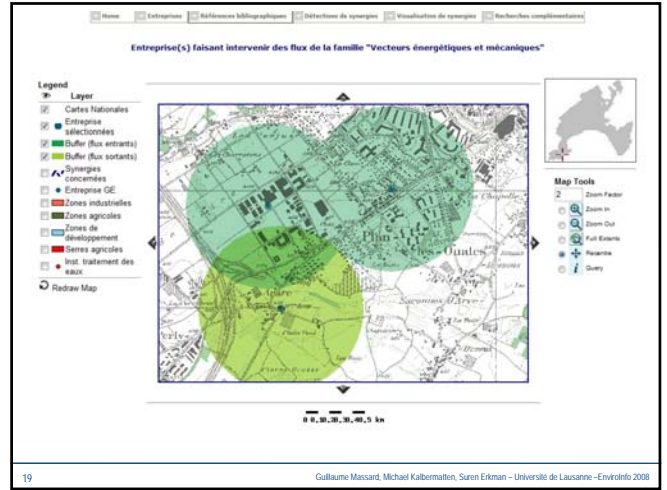 Home Entreprises Références bibliographiques Détections de synergies Visualisation de synergies Recherches complémentaires
Entreprise(s) faisant intervenir des flux de la famille "Vecteurs énergétiques et mécaniques"
Legend
Layer
Cartes Nationales
Entreprise
sélectionnées
Buffer (flux entrants)
Buffer (flux sortants)
Synergies
concernées
Entreprise GE
Zones industrielles
Zones agricoles
Zones de
développement
Serres agricoles
Inst. traitement des
eaux
Redraw Map
Plan
les-Ouates
Map Tools
2 Zoom Factor
Zoom In
Zoom Out
Full Extents
Recentre
Query
19
Guillaume Massard, Michael Kalbermatten, Suren Erkman – Université de Lausanne –EnviroInfo 2008